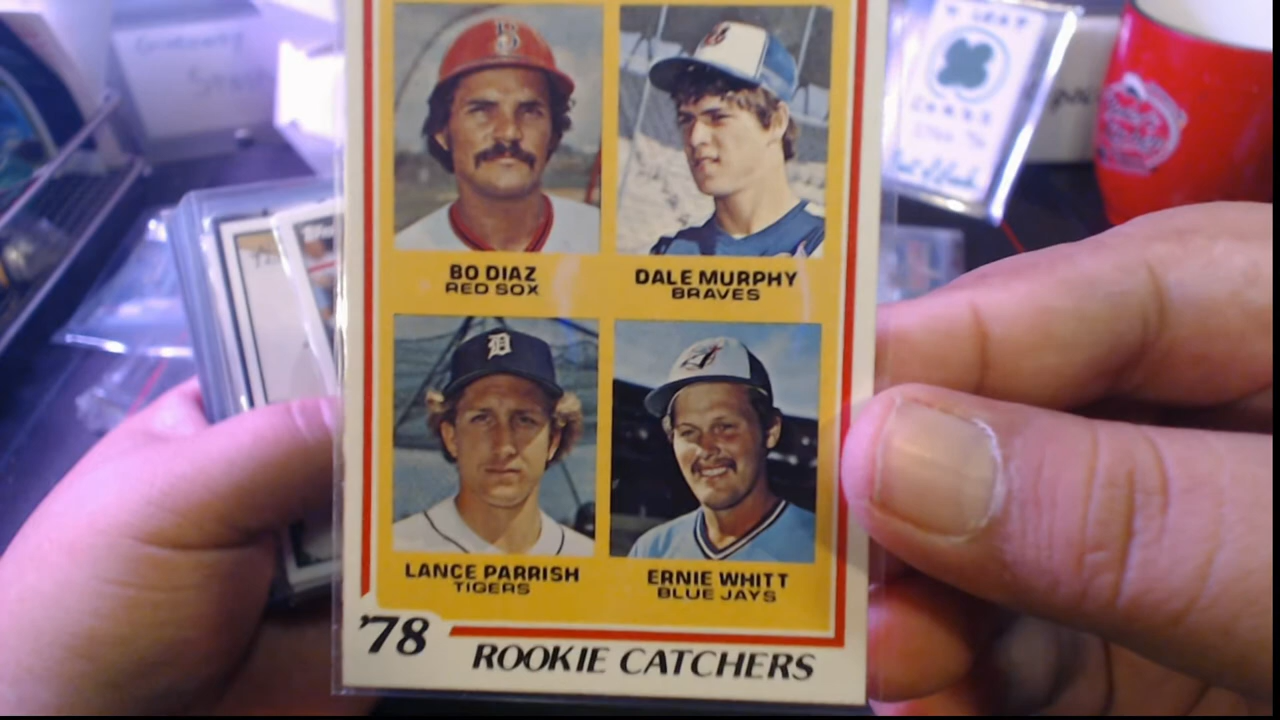 BO DIAZ
RED SOX
DALE MURPHY
BRAVES
LANCE PARRISH
TIGERS
ERNIE WHITT
BLUE JAYS
'78
ROOKIE CATCHERS